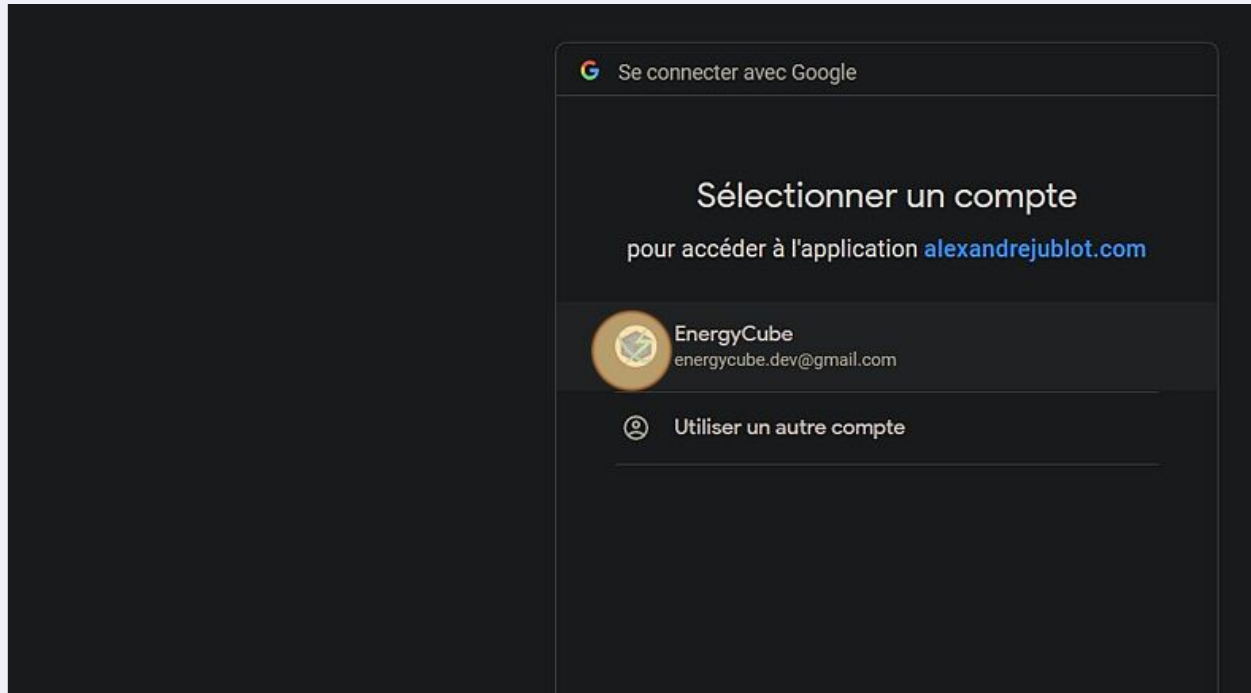 Se connecter avec Google
Sélectionner un compte
pour accéder à l'application alexandrejublot.com
EnergyCube
energycube.dev@gmail.com
Utiliser un autre compte